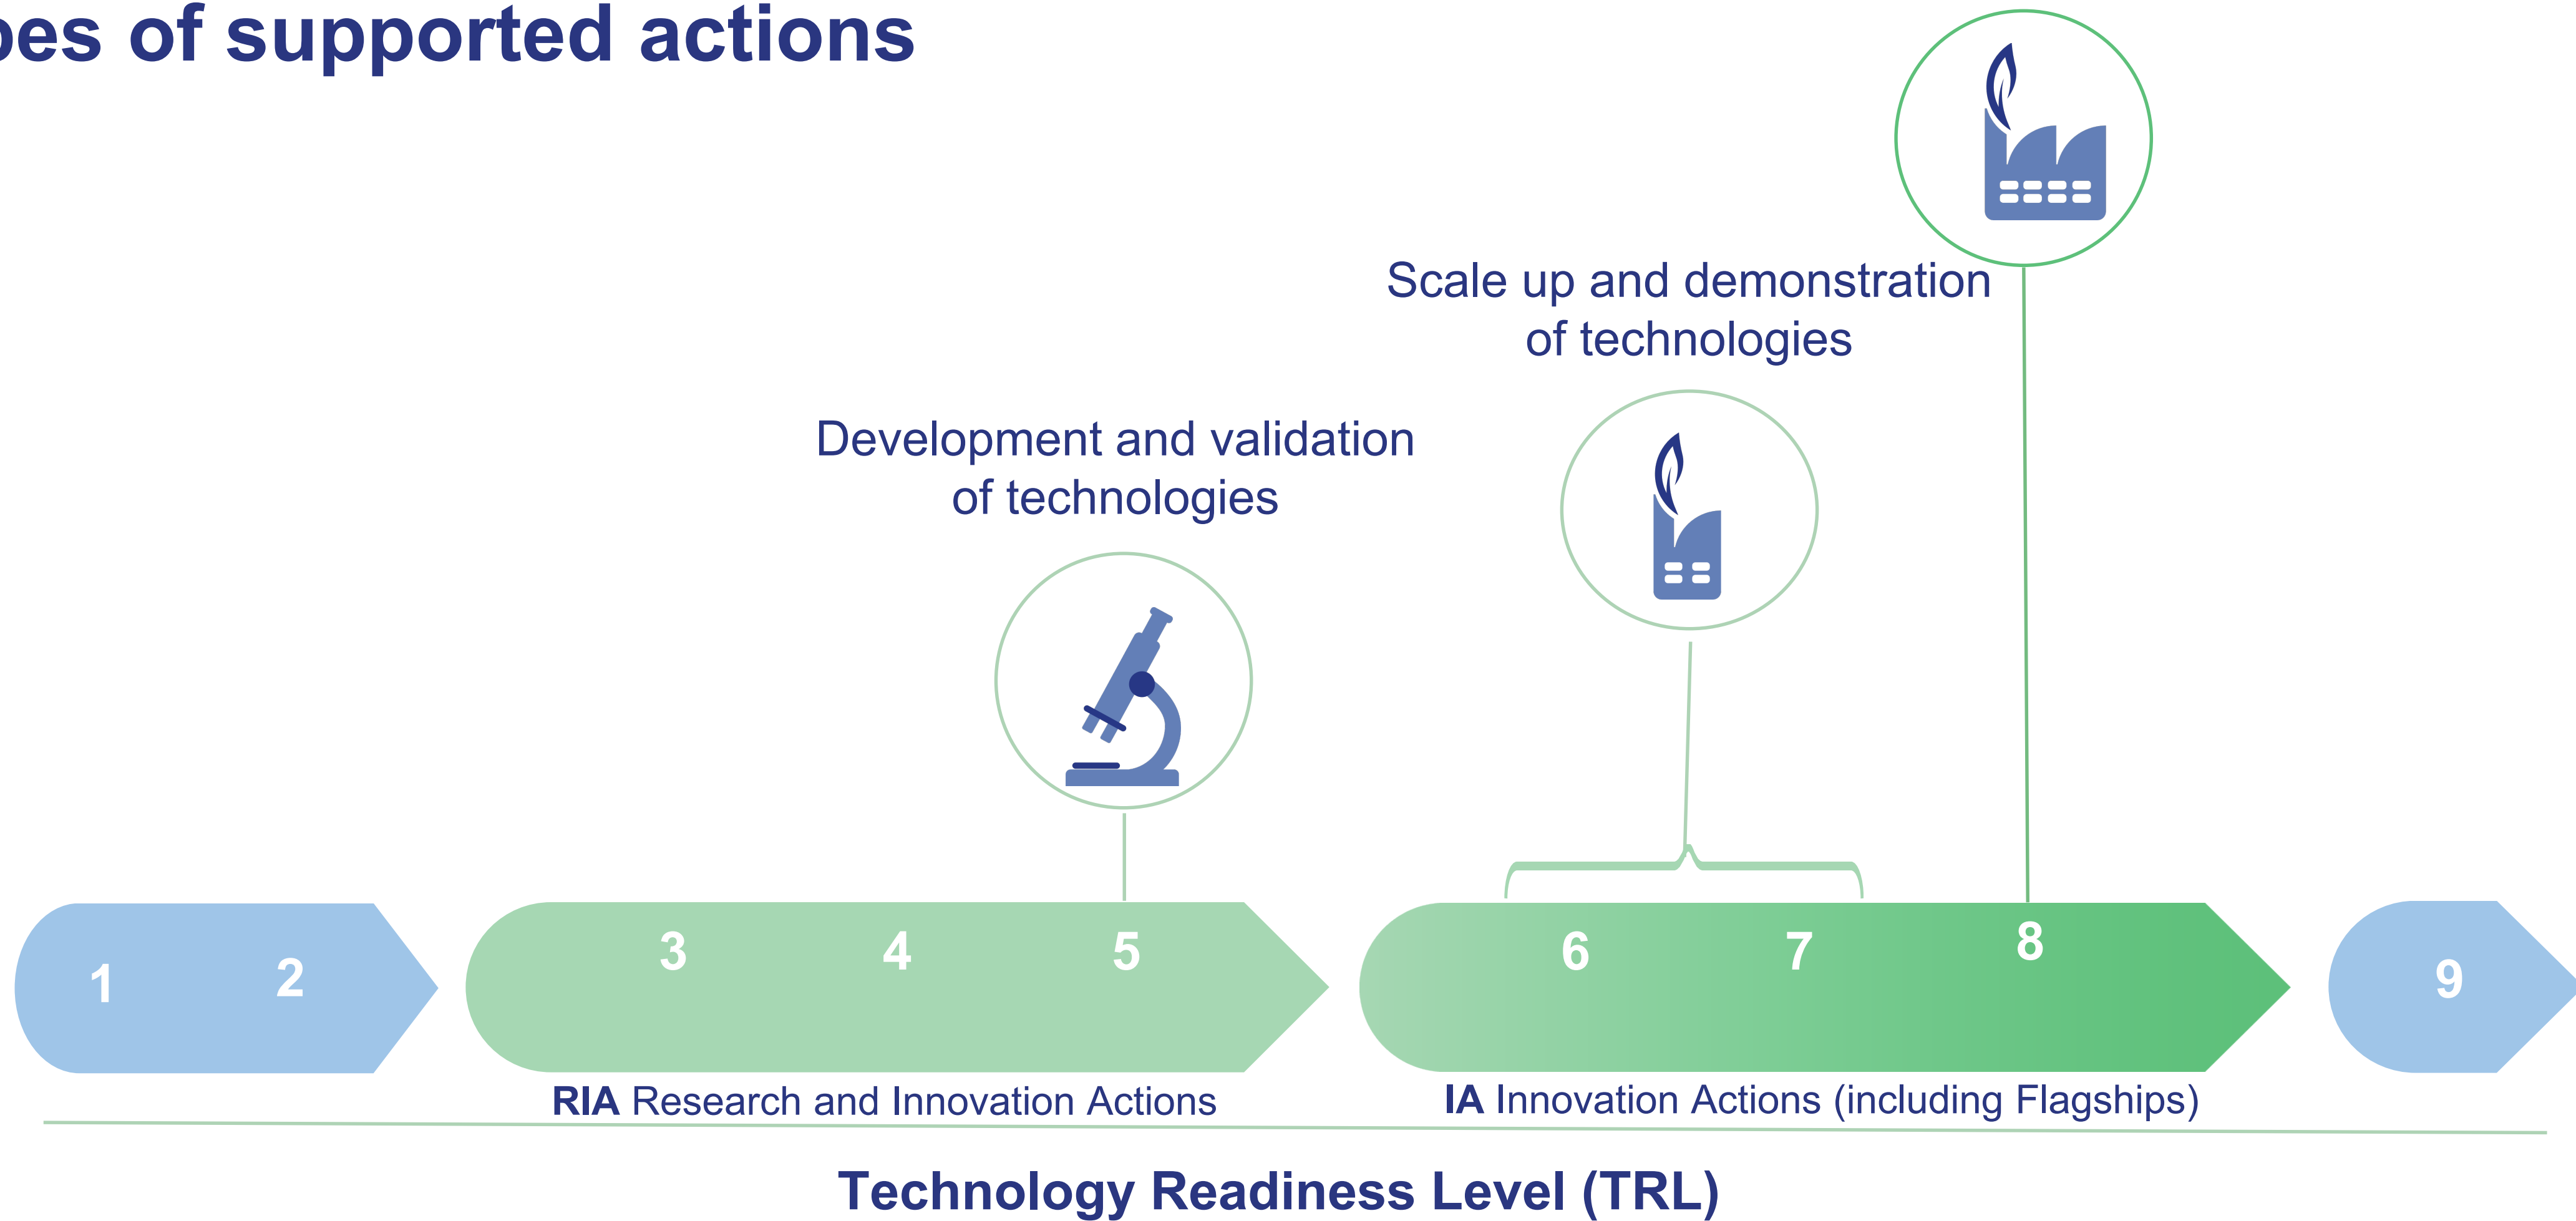 pes of supported actions
Scale up and demonstration
of technologies
Development and validation
of technologies
1 2 3 4 5 6 7 8 9
RIA Research and Innovation Actions IA Innovation Actions (including Flagships)
Technology Readiness Level (TRL)